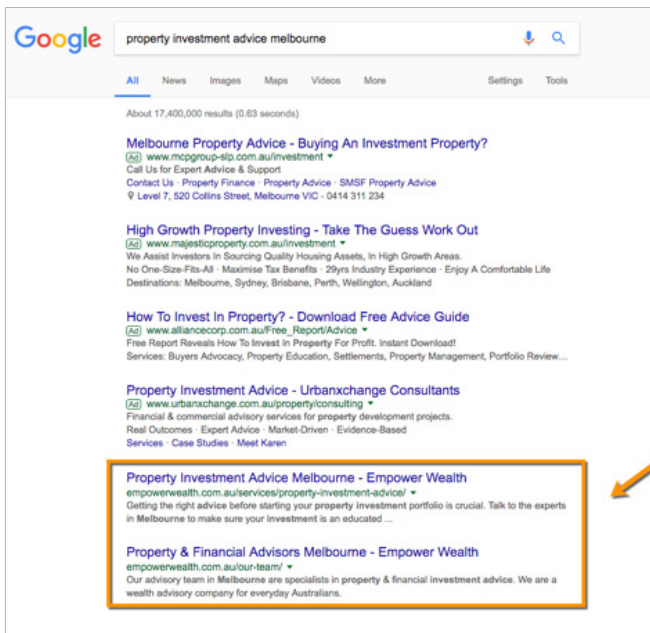 Google
property investment advice melbourne
All News Images Maps Videos More Settings Tools
About 17,400,000 results (0.63 seconds)
Melbourne Property Advice - Buying An Investment Property?
Ad www.mcpgroup-slp.com.au/investment
Call Us for Expert Advice & Support
Contact Us · Property Finance · Property Advice · SMSF Property Advice
Level 7, 520 Collins Street, Melbourne VIC - 0414 311 234
High Growth Property Investing - Take The Guess Work Out
Ad www.majesticproperty.com.au/investment
We Assist Investors In Sourcing Quality Housing Assets, In High Growth Areas.
No One-Size-Fits-All · Maximise Tax Benefits · 29yrs Industry Experience · Enjoy A Comfortable Life
Destinations: Melbourne, Sydney, Brisbane, Perth, Wellington, Auckland
How To Invest In Property? - Download Free Advice Guide
Ad www.alliancecorp.com.au/Free_Report/Advice
Free Report Reveals How To Invest In Property For Profit. Instant Download!
Services: Buyers Advocacy, Property Education, Settlements, Property Management, Portfolio Review…
Property Investment Advice - Urbanxchange Consultants
Ad www.urbanxchange.com.au/property/consulting
Financial & commercial advisory services for property development projects.
Real Outcomes · Expert Advice · Market-Driven · Evidence-Based
Services · Case Studies · Meet Karen
Property Investment Advice Melbourne - Empower Wealth
empowerwealth.com.au/services/property-investment-advice/
Getting the right advice before starting your property investment portfolio is crucial. Talk to the experts
in Melbourne to make sure your investment is an educated ...
Property & Financial Advisors Melbourne - Empower Wealth
empowerwealth.com.au/our-team/
Our advisory team in Melbourne are specialists in property & financial investment advice. We are a
wealth advisory company for everyday Australians.